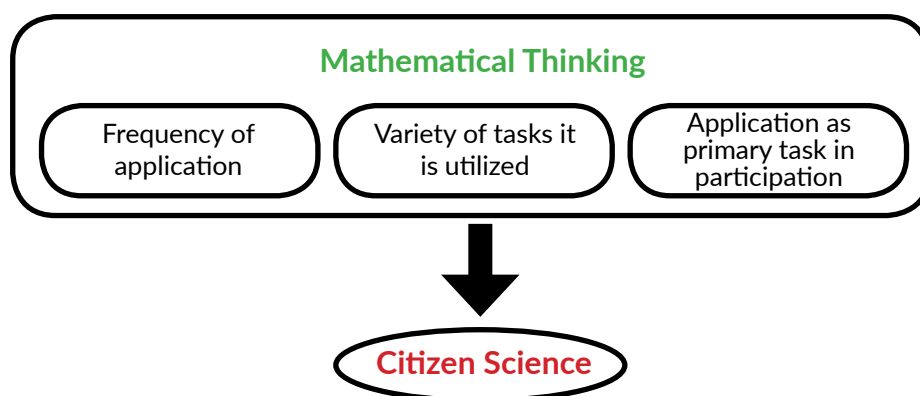 Mathematical Thinking
Frequency of
application
Variety of tasks it
is utilized
Application as
primary task in
participation
Citizen Science